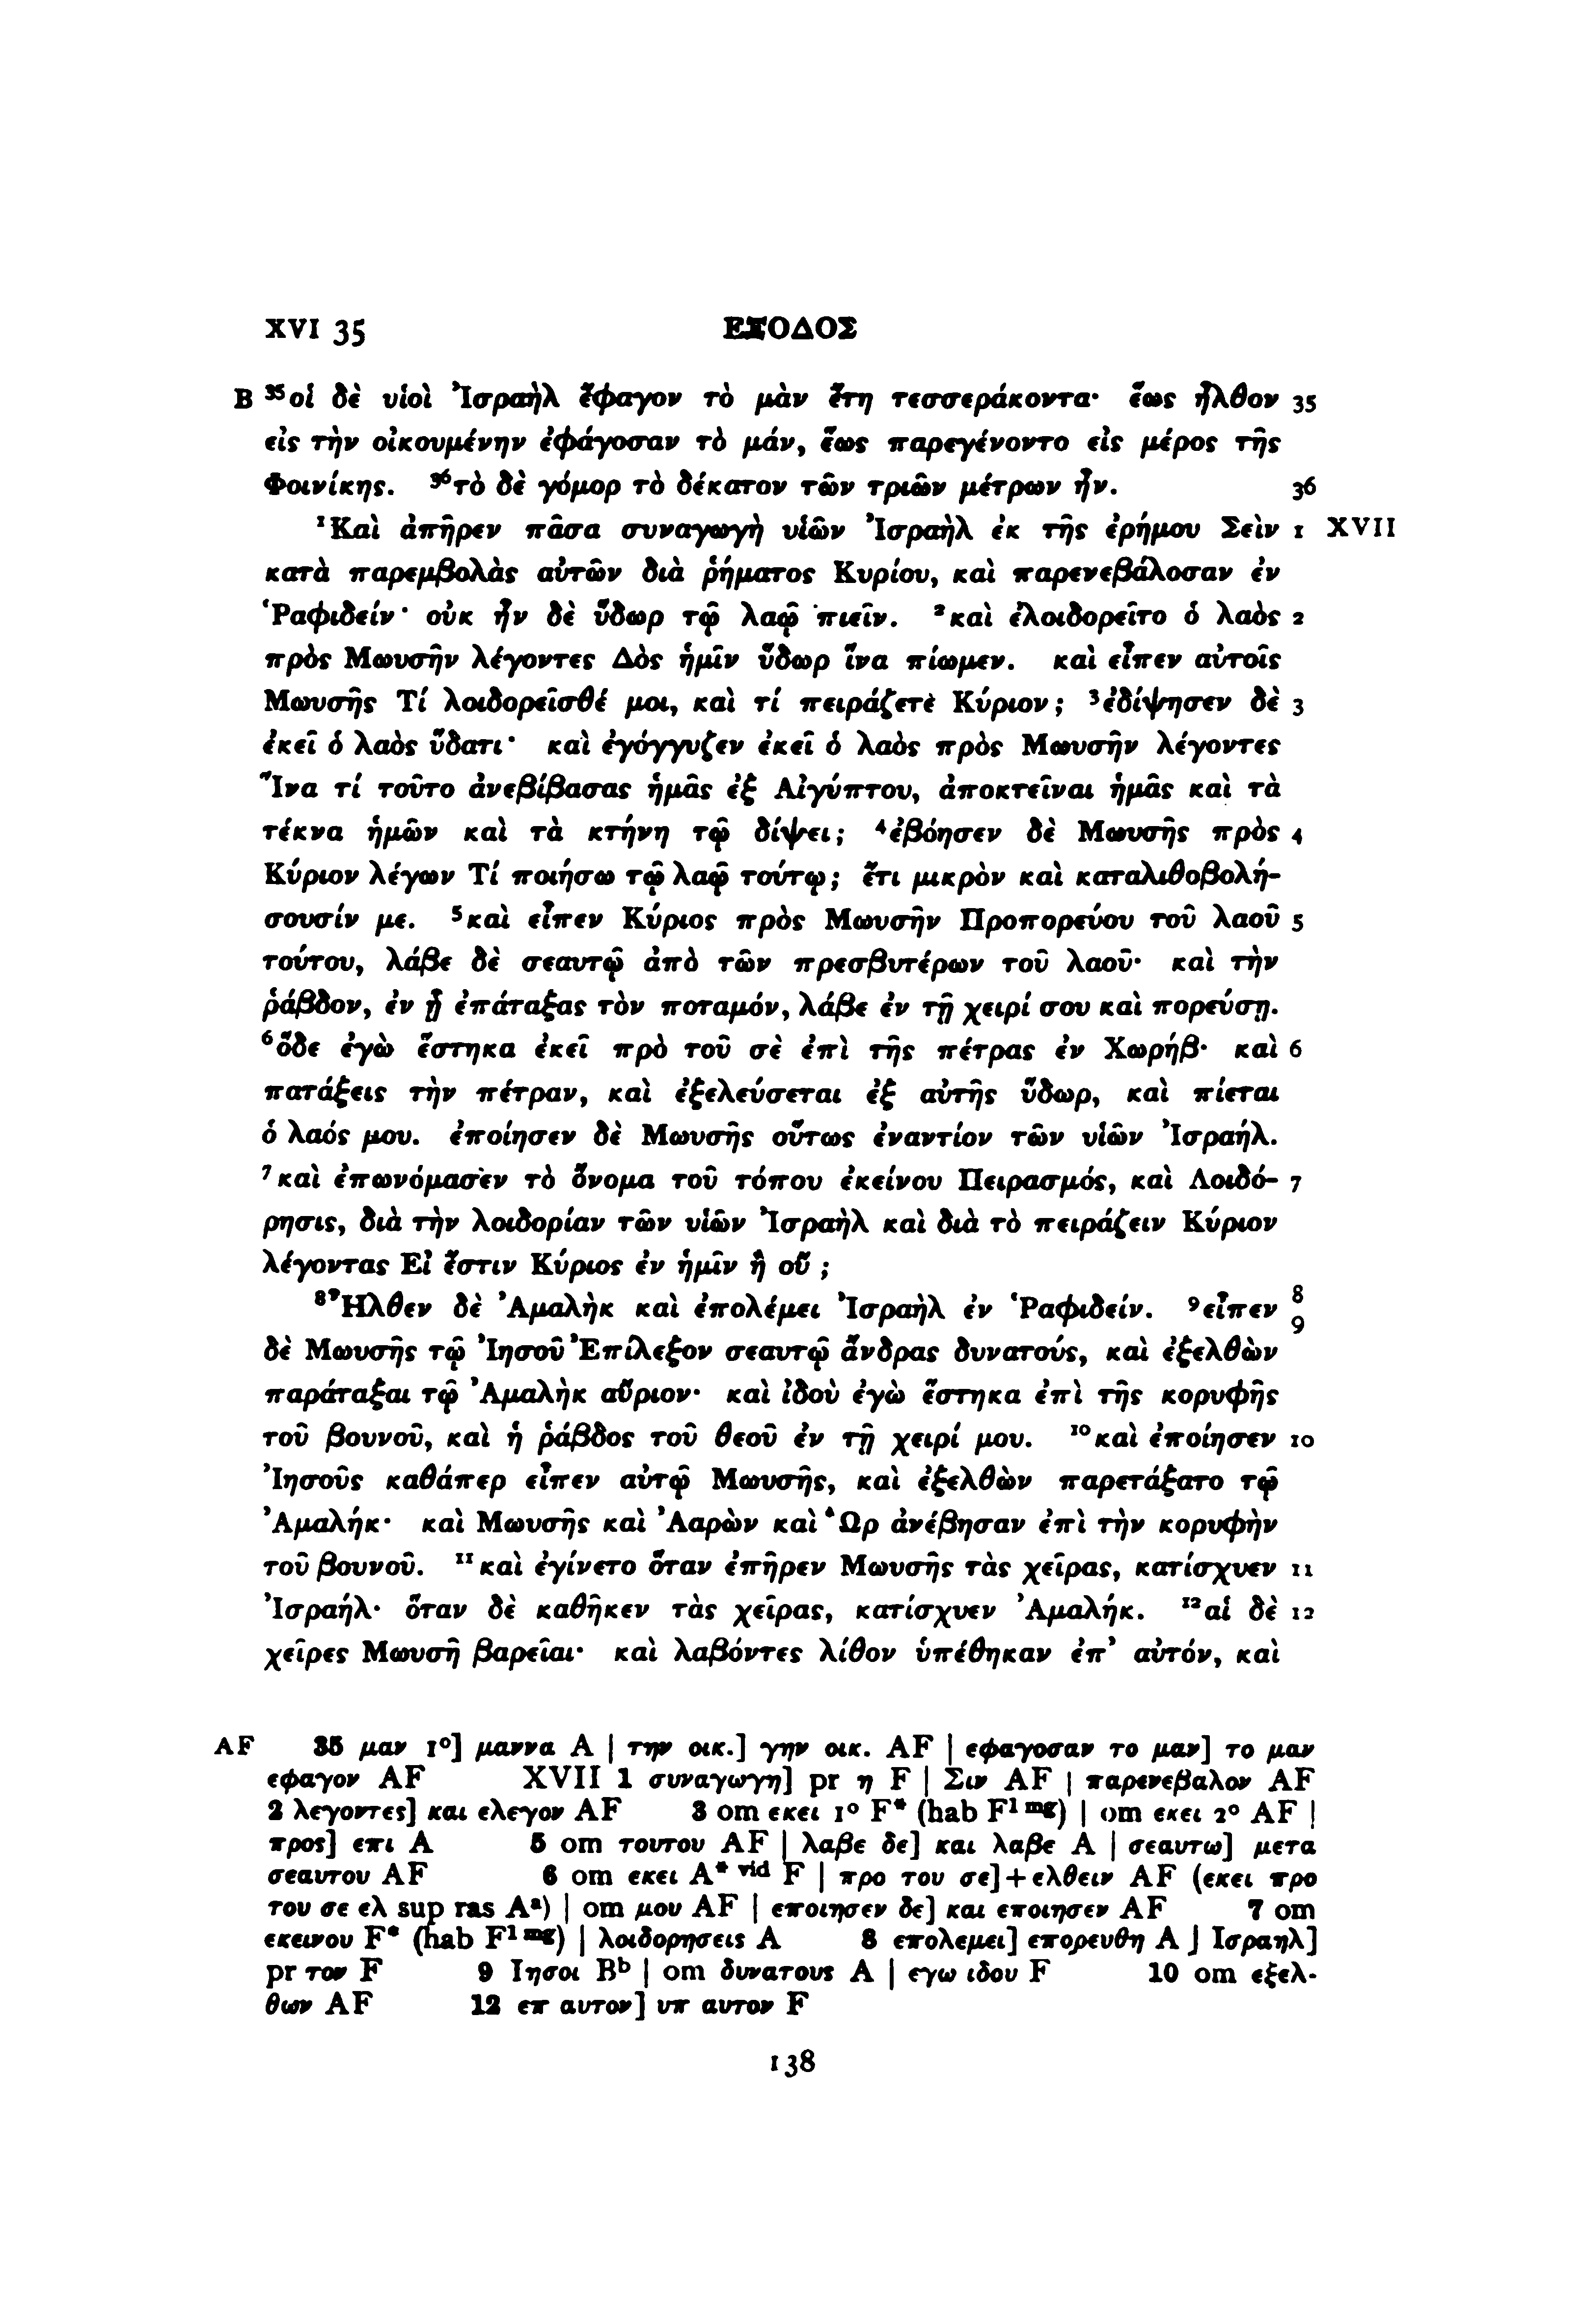 XVI 35 ΕΞΟΔΟΣ
B ³⁵οἱ δὲ υἱοὶ Ἰσραὴλ ἔφαγον τὸ μὰν ἔτη τεσσεράκοντα· ἕως ἦλθον 35
εἰς τὴν οἰκουμένην ἐφάγοσαν τὸ μάν, ἕως παρεγένοντο εἰς μέρος τῆς
Φοινίκης. ³⁶τὸ δὲ γόμορ τὸ δέκατον τῶν τριῶν μέτρων ἦν. 36
¹Καὶ ἀπῆρεν πᾶσα συναγωγὴ υἱῶν Ἰσραὴλ ἐκ τῆς ἐρήμου Σεὶν 1 XVII
κατὰ παρεμβολὰς αὐτῶν διὰ ῥήματος Κυρίου, καὶ παρενεβάλοσαν ἐν
Ῥαφιδείν· οὐκ ἦν δὲ ὕδωρ τῷ λαῷ πιεῖν. ²καὶ ἐλοιδορεῖτο ὁ λαὸς 2
πρὸς Μωυσῆν λέγοντες Δὸς ἡμῖν ὕδωρ ἵνα πίωμεν. καὶ εἶπεν αὐτοῖς
Μωυσῆς Τί λοιδορεῖσθέ μοι, καὶ τί πειράζετε Κύριον; ³ἐδίψησεν δὲ 3
ἐκεῖ ὁ λαὸς ὕδατι· καὶ ἐγόγγυζεν ἐκεῖ ὁ λαὸς πρὸς Μωυσῆν λέγοντες
Ἵνα τί τοῦτο ἀνεβίβασας ἡμᾶς ἐξ Αἰγύπτου, ἀποκτεῖναι ἡμᾶς καὶ τὰ
τέκνα ἡμῶν καὶ τὰ κτήνη τῷ δίψει; ⁴ἐβόησεν δὲ Μωυσῆς πρὸς 4
Κύριον λέγων Τί ποιήσω τῷ λαῷ τούτῳ; ἔτι μικρὸν καὶ καταλιθοβολή-
σουσίν με. ⁵καὶ εἶπεν Κύριος πρὸς Μωυσῆν Προπορεύου τοῦ λαοῦ 5
τούτου, λάβε δὲ σεαυτῷ ἀπὸ τῶν πρεσβυτέρων τοῦ λαοῦ· καὶ τὴν
ῥάβδον, ἐν ᾗ ἐπάταξας τὸν ποταμόν, λάβε ἐν τῇ χειρί σου καὶ πορεύσῃ.
⁶ὅδε ἐγὼ ἕστηκα ἐκεῖ πρὸ τοῦ σὲ ἐπὶ τῆς πέτρας ἐν Χωρήβ· καὶ 6
πατάξεις τὴν πέτραν, καὶ ἐξελεύσεται ἐξ αὐτῆς ὕδωρ, καὶ πίεται
ὁ λαός μου. ἐποίησεν δὲ Μωυσῆς οὕτως ἐναντίον τῶν υἱῶν Ἰσραήλ.
⁷καὶ ἐπωνόμασεν τὸ ὄνομα τοῦ τόπου ἐκείνου Πειρασμός, καὶ Λοιδό- 7
ρησις, διὰ τὴν λοιδορίαν τῶν υἱῶν Ἰσραὴλ καὶ διὰ τὸ πειράζειν Κύριον
λέγοντας Εἰ ἔστιν Κύριος ἐν ἡμῖν ἢ οὔ;
⁸Ἦλθεν δὲ Ἀμαλὴκ καὶ ἐπολέμει Ἰσραὴλ ἐν Ῥαφιδείν. ⁹εἶπεν 8 9
δὲ Μωυσῆς τῷ Ἰησοῦ Ἐπίλεξον σεαυτῷ ἄνδρας δυνατούς, καὶ ἐξελθὼν
παράταξαι τῷ Ἀμαλὴκ αὔριον· καὶ ἰδοὺ ἐγὼ ἕστηκα ἐπὶ τῆς κορυφῆς
τοῦ βουνοῦ, καὶ ἡ ῥάβδος τοῦ θεοῦ ἐν τῇ χειρί μου. ¹⁰καὶ ἐποίησεν 10
Ἰησοῦς καθάπερ εἶπεν αὐτῷ Μωυσῆς, καὶ ἐξελθὼν παρετάξατο τῷ
Ἀμαλήκ· καὶ Μωυσῆς καὶ Ἀαρὼν καὶ Ὢρ ἀνέβησαν ἐπὶ τὴν κορυφὴν
τοῦ βουνοῦ. ¹¹καὶ ἐγίνετο ὅταν ἐπῆρεν Μωυσῆς τὰς χεῖρας, κατίσχυεν 11
Ἰσραήλ· ὅταν δὲ καθῆκεν τὰς χεῖρας, κατίσχυεν Ἀμαλήκ. ¹²αἱ δὲ 12
χεῖρες Μωυσῆ βαρεῖαι· καὶ λαβόντες λίθον ὑπέθηκαν ἐπ’ αὐτόν, καὶ
AF 35 μαν 1°] μαννα A | την οικ.] γην οικ. AF | εφαγοσαν το μαν] το μαν
εφαγον AF XVII 1 συναγωγη] pr η F | Σιν AF | παρενεβαλον AF
2 λεγοντες] και ελεγον AF 3 om εκει 1° F* (hab F¹ ᵐᵍ) | om εκει 2° AF |
προς] επι A 5 om τουτου AF | λαβε δε] και λαβε A | σεαυτω] μετα
σεαυτου AF 6 om εκει A* ᵛⁱᵈ F | προ του σε]+ελθειν AF (εκει προ
του σε ελ sup ras Aᵃ) | om μου AF | εποιησεν δε] και εποιησεν AF 7 om
εκεινου F* (hab F¹ ᵐᵍ) | λοιδορησεις A 8 επολεμει] επορευθη A | Ισραηλ]
pr τον F 9 Ιησοι Bᵇ | om δυνατους A | εγω ιδου F 10 om εξελ-
θων AF 12 επ αυτον] υπ αυτον F
138